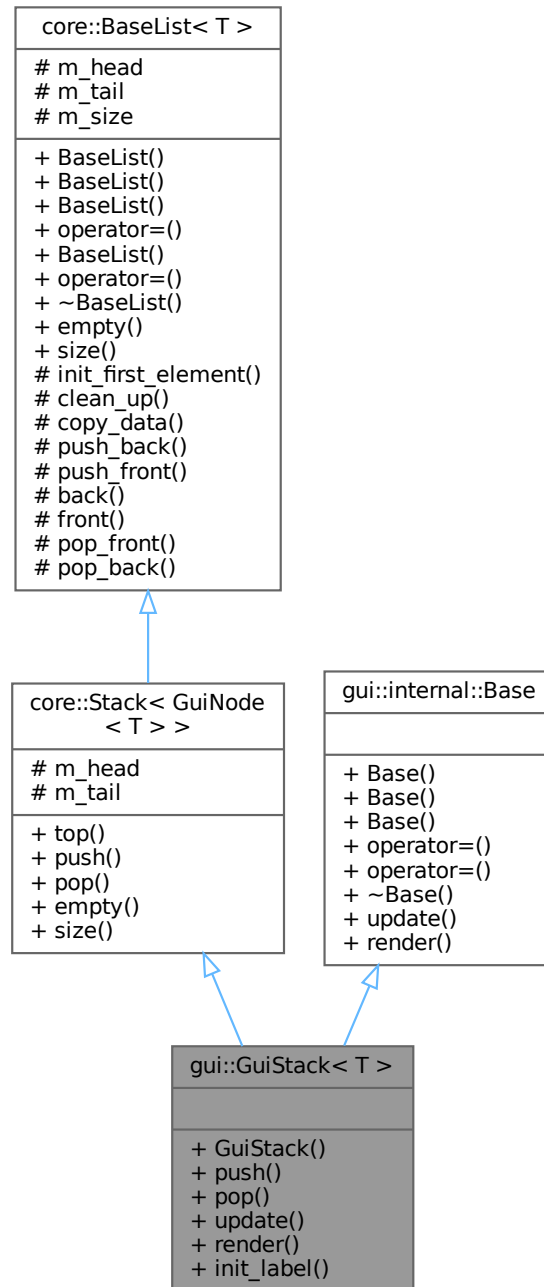 core::BaseList< T >
# m_head
# m_tail
# m_size
+ BaseList()
+ BaseList()
+ BaseList()
+ operator=()
+ BaseList()
+ operator=()
+ ~BaseList()
+ empty()
+ size()
# init_first_element()
# clean_up()
# copy_data()
# push_back()
# push_front()
# back()
# front()
# pop_front()
# pop_back()
core::Stack< GuiNode
< T > >
# m_head
# m_tail
+ top()
+ push()
+ pop()
+ empty()
+ size()
gui::internal::Base
+ Base()
+ Base()
+ Base()
+ operator=()
+ operator=()
+ ~Base()
+ update()
+ render()
gui::GuiStack< T >
+ GuiStack()
+ push()
+ pop()
+ update()
+ render()
+ init_label()